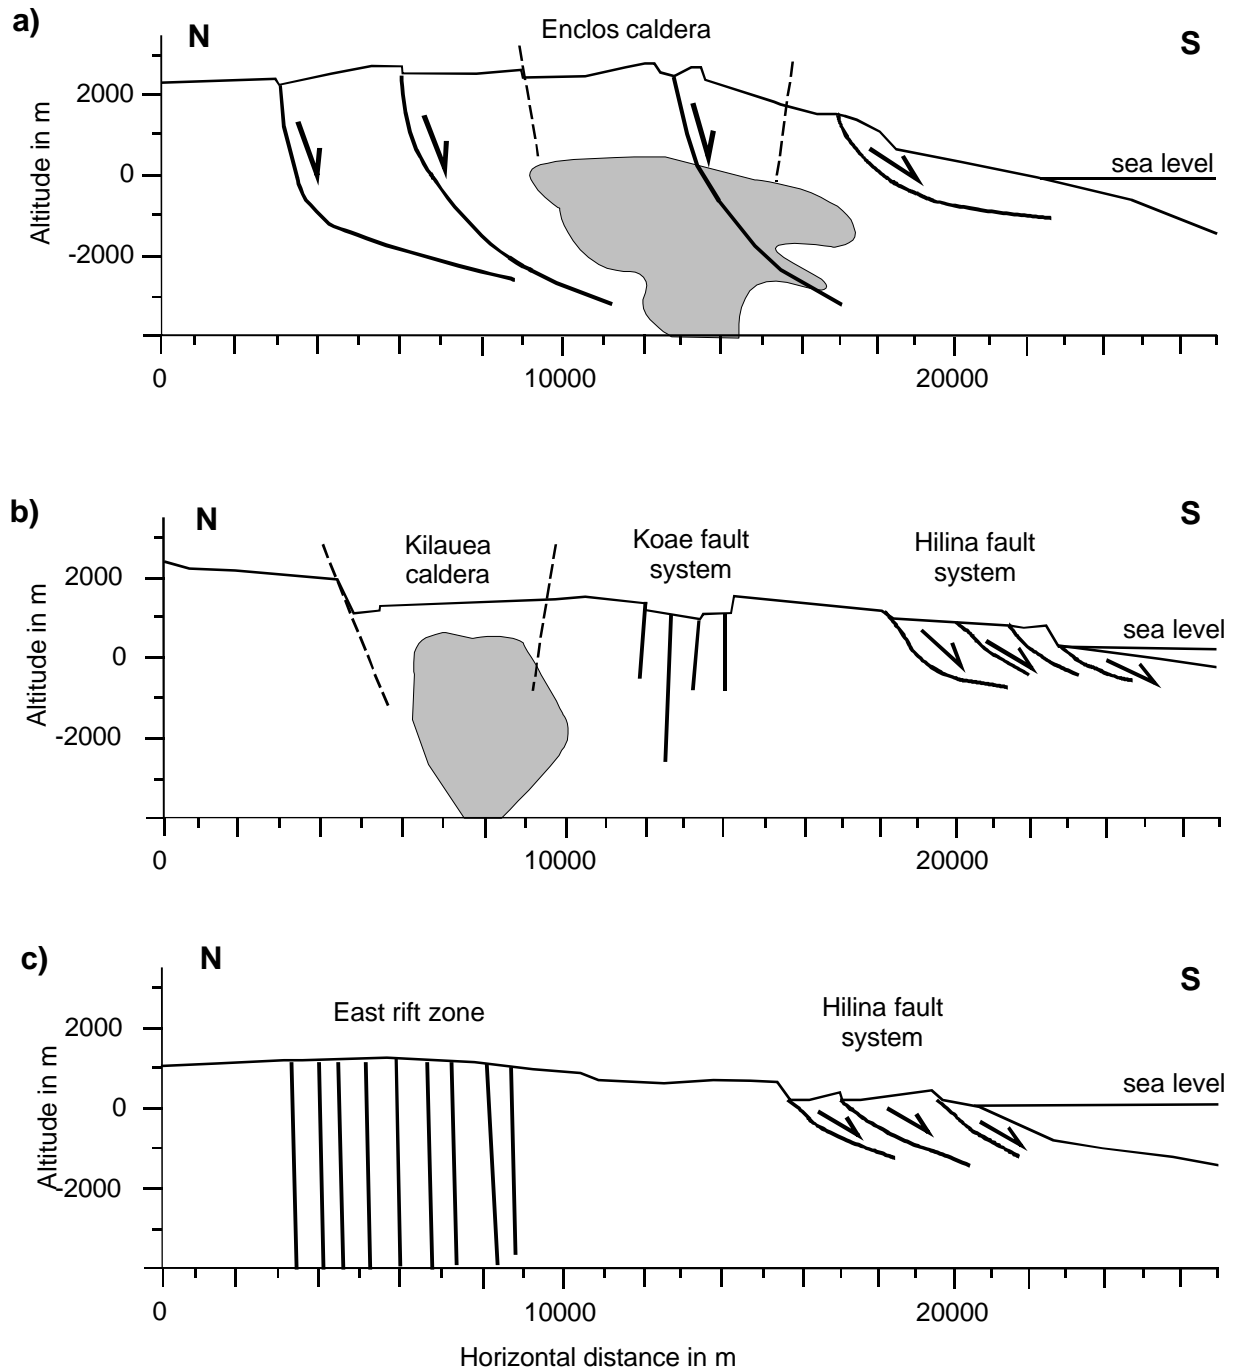 a)
N
Enclos caldera
S
Altitude in m
2000
0
-2000
sea level
0
10000
20000
b)
N
Kilauea
caldera
Koae fault
system
Hilina fault
system
S
Altitude in m
2000
0
-2000
sea level
0
10000
20000
c)
N
East rift zone
Hilina fault
system
S
Altitude in m
2000
0
-2000
sea level
0
10000
20000
Horizontal distance in m